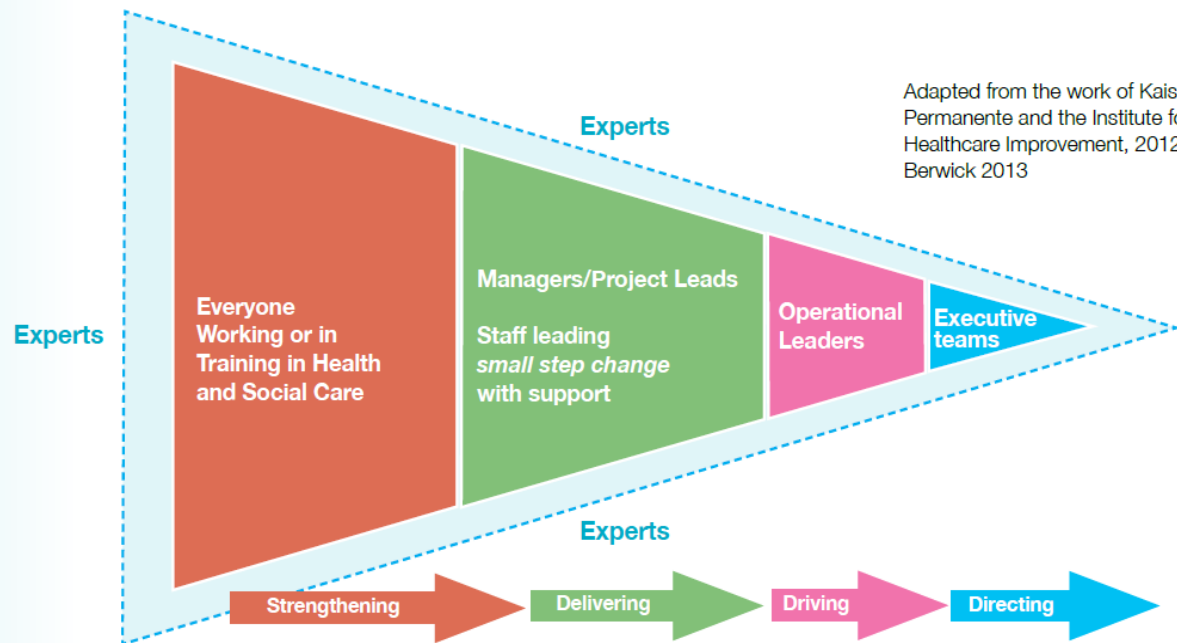 Experts
Adapted from the work of Kais
Permanente and the Institute fo
Healthcare Improvement, 2012
Berwick 2013
Experts
Everyone
Working or in
Training in Health
and Social Care
Managers/Project Leads
Staff leading
small step change
with support
Operational
Leaders
Executive
teams
Experts
Strengthening
Delivering
Driving
Directing